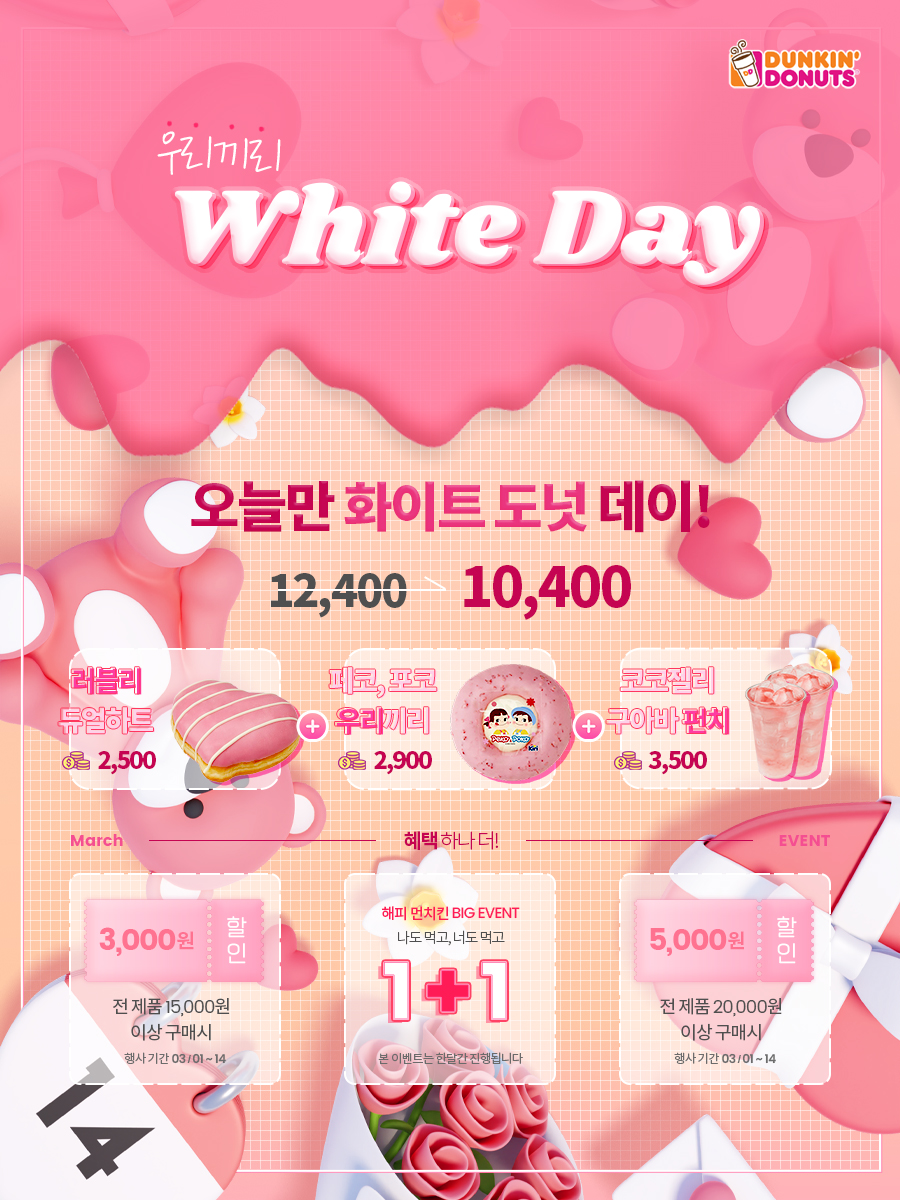 DUNKIN'
DONUTS
우리끼리
White Day
오늘만 화이트 도넛 데이!
12,400 10,400
러블리
듀얼하트
2,500
+
페코, 포코
우리끼리
2,900
PEKO POKO
Kiri
+
코코젤리
구아바 펀치
3,500
March
혜택 하나 더!
EVENT
3,000원
할인
전 제품 15,000원
이상 구매시
행사 기간 03/01 ~ 14
해피 먼치킨 BIG EVENT
나도 먹고, 너도 먹고
1+1
본 이벤트는 한달간 진행됩니다
5,000원
할인
전 제품 20,000원
이상 구매시
행사 기간 03/01 ~ 14
14